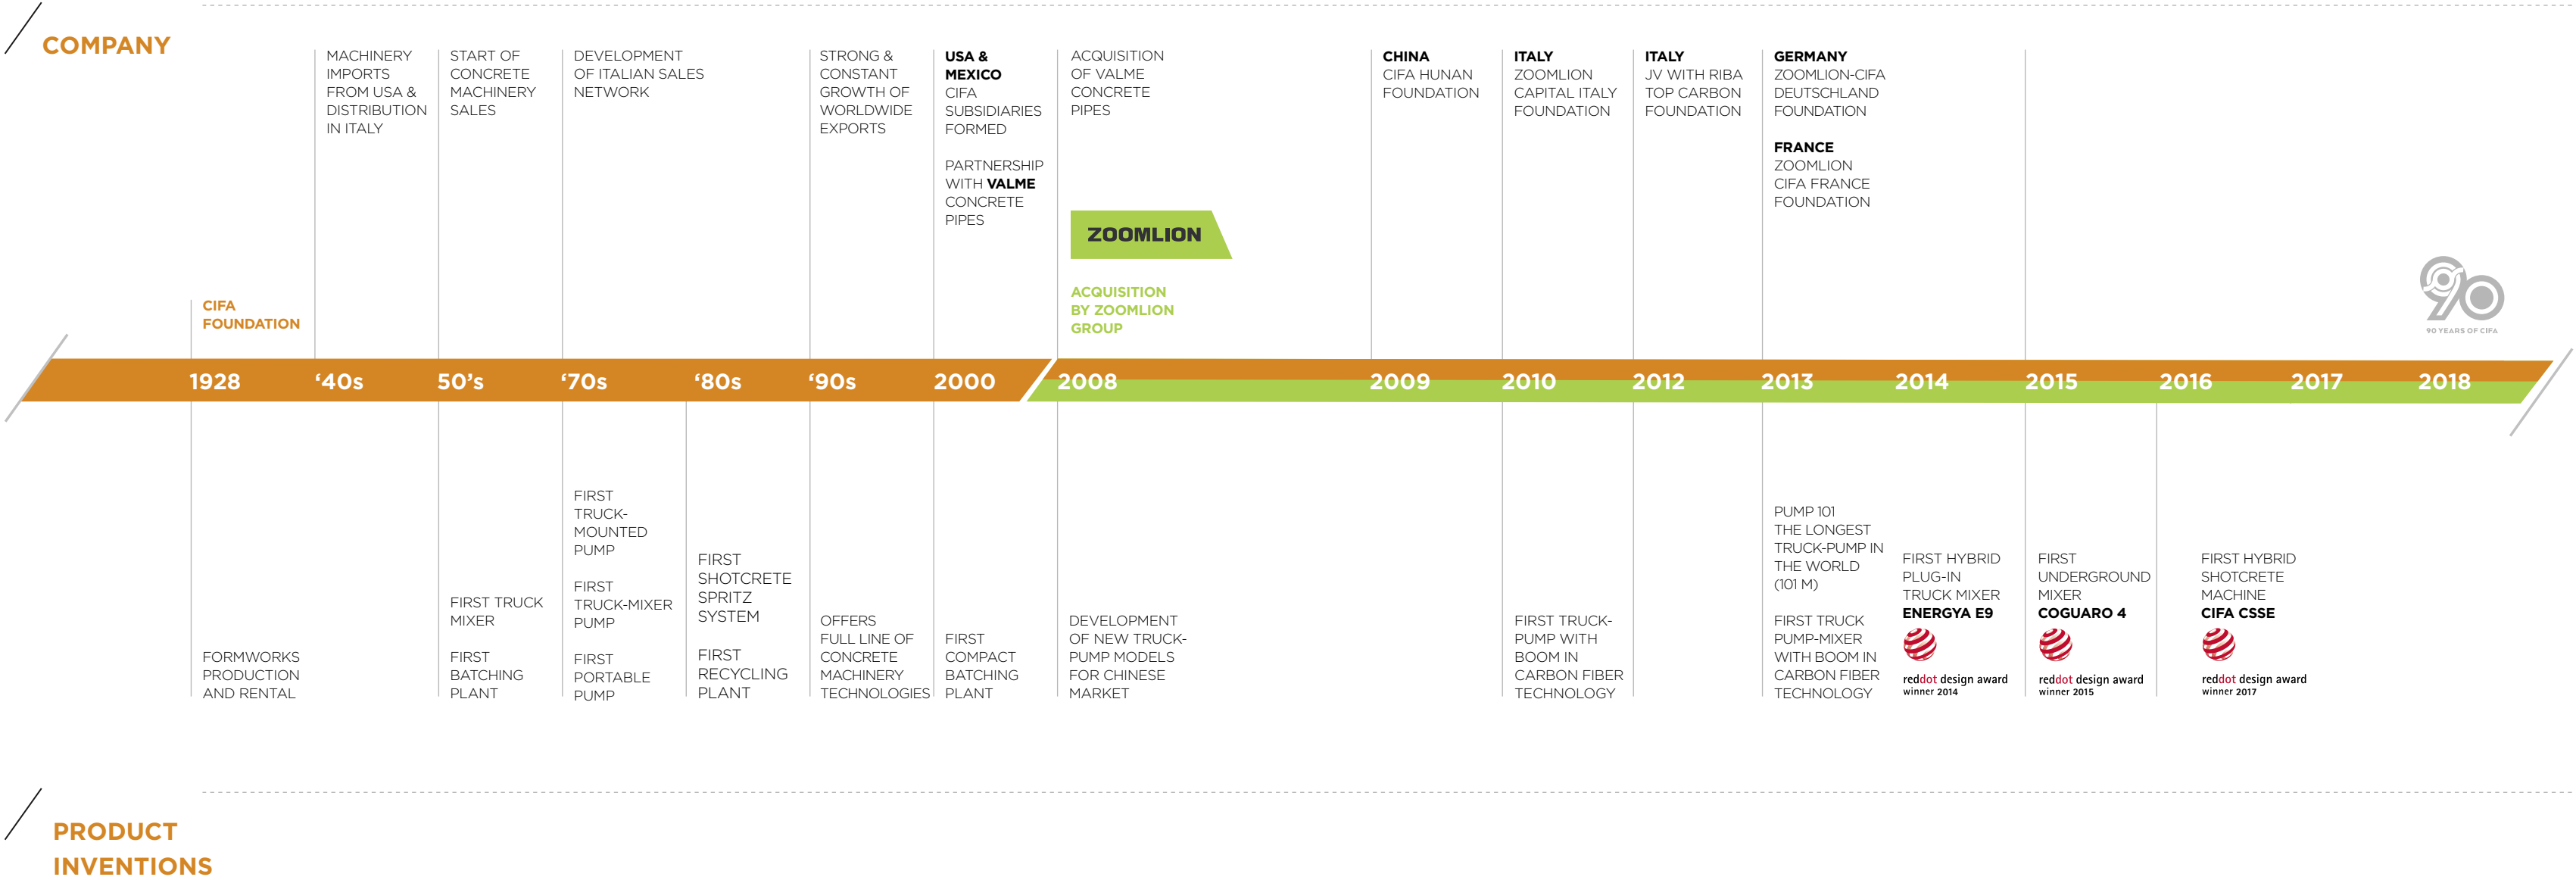 COMPANY
MACHINERY
IMPORTS
FROM USA &
DISTRIBUTION
IN ITALY
START OF
CONCRETE
MACHINERY
SALES
DEVELOPMENT
OF ITALIAN SALES
NETWORK
STRONG &
CONSTANT
GROWTH OF
WORLDWIDE
EXPORTS
USA &
MEXICO
CIFA
SUBSIDIARIES
FORMED
PARTNERSHIP
WITH VALME
CONCRETE
PIPES
ACQUISITION
OF VALME
CONCRETE
PIPES
ZOOMLION
ACQUISITION
BY ZOOMLION
GROUP
CHINA
CIFA HUNAN
FOUNDATION
ITALY
ZOOMLION
CAPITAL ITALY
FOUNDATION
ITALY
JV WITH RIBA
TOP CARBON
FOUNDATION
GERMANY
ZOOMLION-CIFA
DEUTSCHLAND
FOUNDATION
FRANCE
ZOOMLION
CIFA FRANCE
FOUNDATION
CIFA
FOUNDATION
90
90 YEARS OF CIFA
1928 ‘40s 50’s ‘70s ‘80s ‘90s 2000 2008 2009 2010 2012 2013 2014 2015 2016 2017 2018
FORMWORKS
PRODUCTION
AND RENTAL
FIRST TRUCK
MIXER
FIRST
BATCHING
PLANT
FIRST
TRUCK-
MOUNTED
PUMP
FIRST
TRUCK-MIXER
PUMP
FIRST
PORTABLE
PUMP
FIRST
SHOTCRETE
SPRITZ
SYSTEM
FIRST
RECYCLING
PLANT
OFFERS
FULL LINE OF
CONCRETE
MACHINERY
TECHNOLOGIES
FIRST
COMPACT
BATCHING
PLANT
DEVELOPMENT
OF NEW TRUCK-
PUMP MODELS
FOR CHINESE
MARKET
FIRST TRUCK-
PUMP WITH
BOOM IN
CARBON FIBER
TECHNOLOGY
PUMP 101
THE LONGEST
TRUCK-PUMP IN
THE WORLD
(101 M)
FIRST TRUCK
PUMP-MIXER
WITH BOOM IN
CARBON FIBER
TECHNOLOGY
FIRST HYBRID
PLUG-IN
TRUCK MIXER
ENERGYA E9
reddot design award
winner 2014
FIRST
UNDERGROUND
MIXER
COGUARO 4
reddot design award
winner 2015
FIRST HYBRID
SHOTCRETE
MACHINE
CIFA CSSE
reddot design award
winner 2017
PRODUCT
INVENTIONS